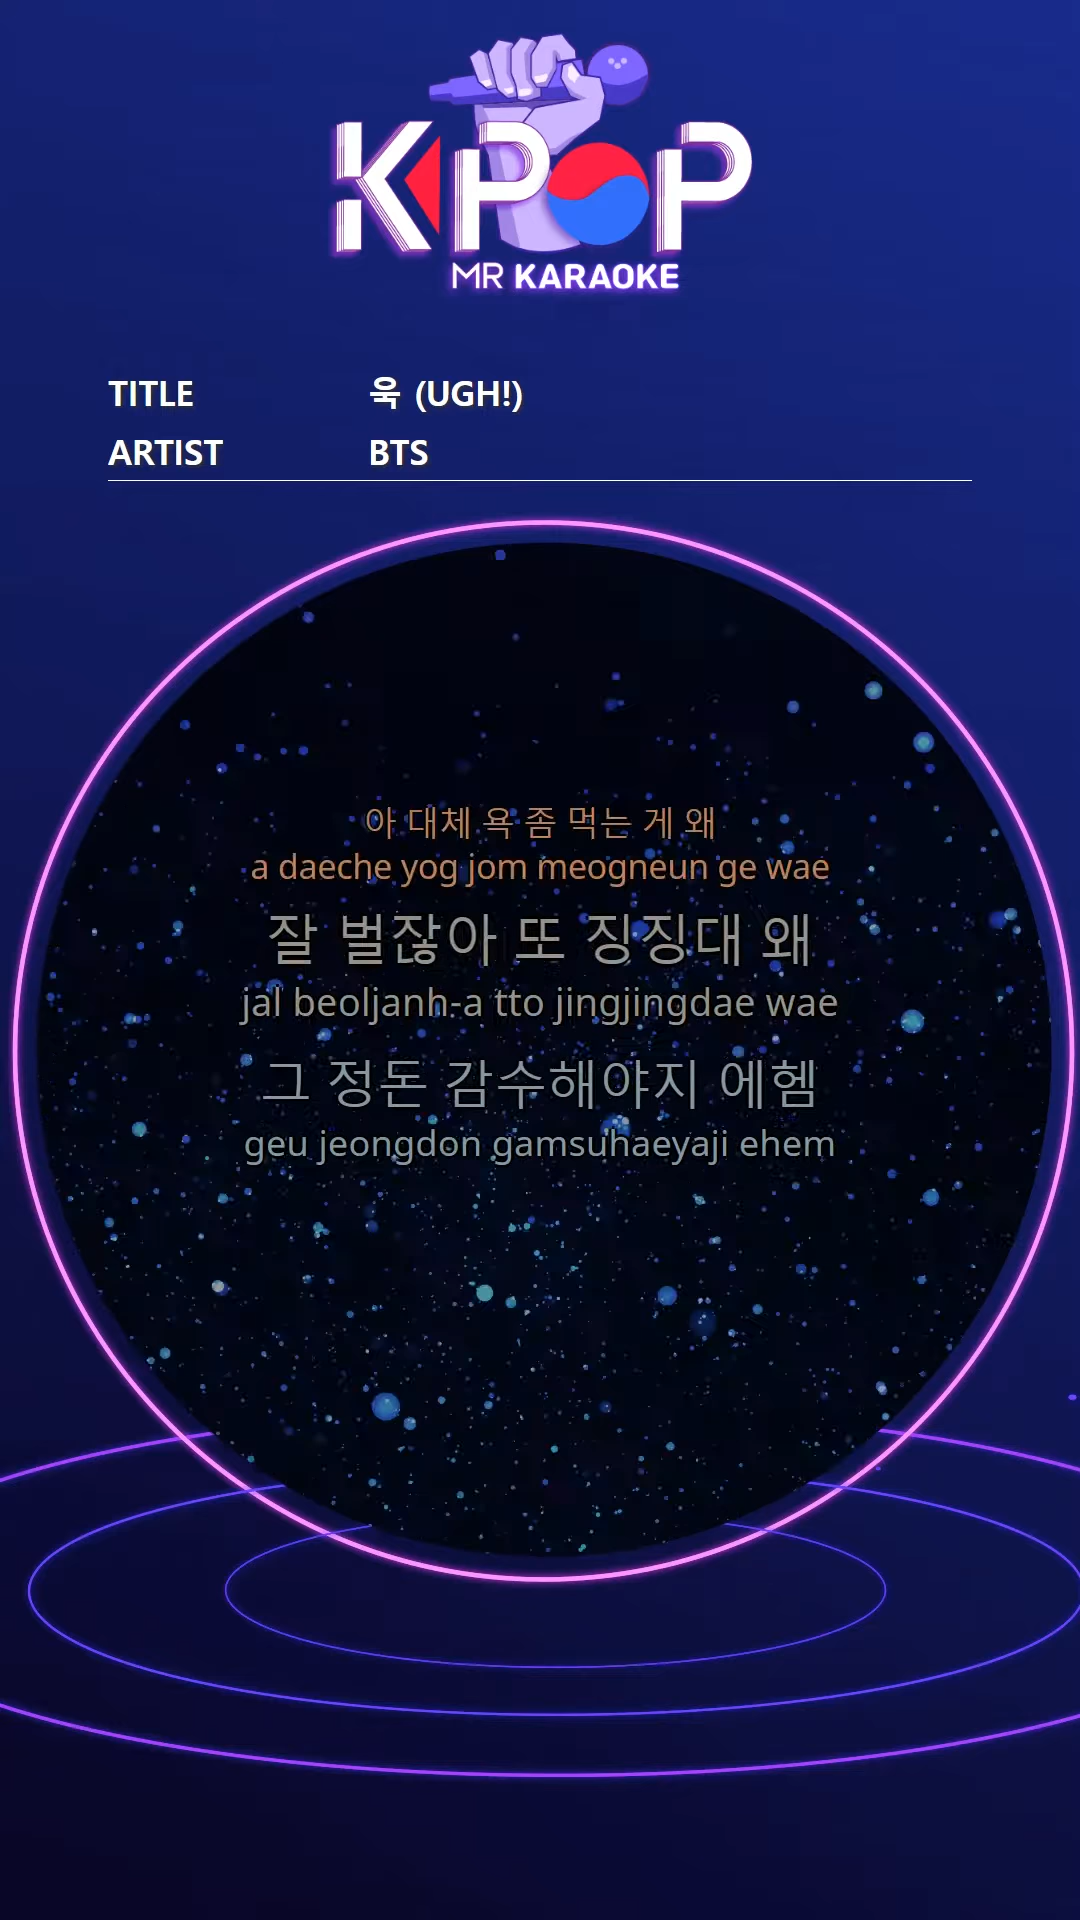 KPOP
MR KARAOKE
TITLE 욱 (UGH!)
ARTIST BTS
야 대체 욕 좀 먹는 게 왜
a daeche yog jom meogneun ge wae
잘 벌잖아 또 징징대 왜
jal beoljanh-a tto jingjingdae wae
그 정돈 감수해야지 에헴
geu jeongdon gamsuhaeyaji ehem